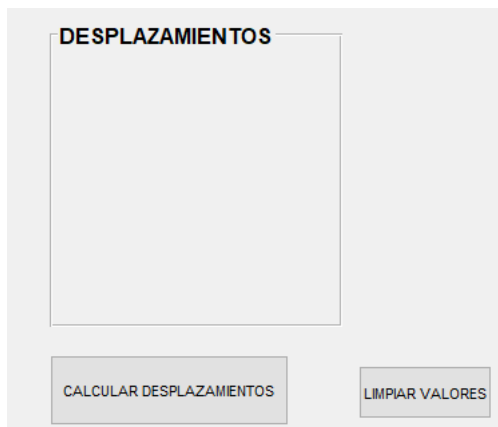 DESPLAZAMIENTOS
CALCULAR DESPLAZAMIENTOS
LIMPIAR VALORES